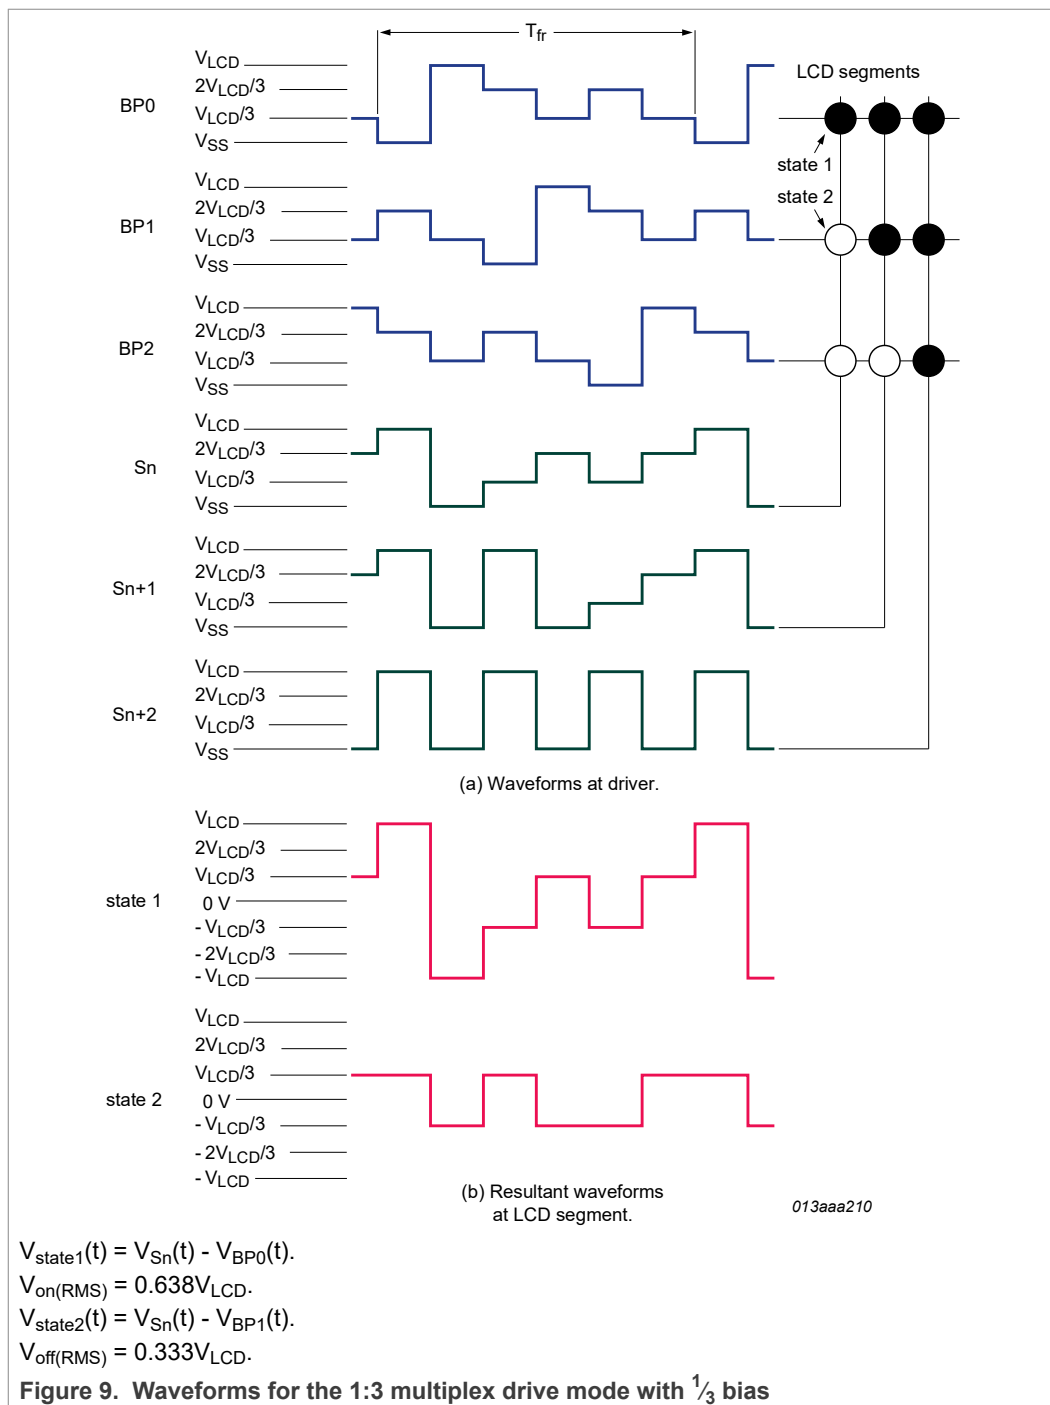 Tfr
LCD segments
BP0
VLCD
2VLCD/3
VLCD/3
VSS
state 1
state 2
BP1
VLCD
2VLCD/3
VLCD/3
VSS
BP2
VLCD
2VLCD/3
VLCD/3
VSS
Sn
VLCD
2VLCD/3
VLCD/3
VSS
Sn+1
VLCD
2VLCD/3
VLCD/3
VSS
Sn+2
VLCD
2VLCD/3
VLCD/3
VSS
(a) Waveforms at driver.
state 1
VLCD
2VLCD/3
VLCD/3
0 V
- VLCD/3
- 2VLCD/3
- VLCD
state 2
VLCD
2VLCD/3
VLCD/3
0 V
- VLCD/3
- 2VLCD/3
- VLCD
(b) Resultant waveforms
at LCD segment.
013aaa210
Vstate1(t) = VSn(t) - VBP0(t).
Von(RMS) = 0.638VLCD.
Vstate2(t) = VSn(t) - VBP1(t).
Voff(RMS) = 0.333VLCD.
Figure 9. Waveforms for the 1:3 multiplex drive mode with 1/3 bias